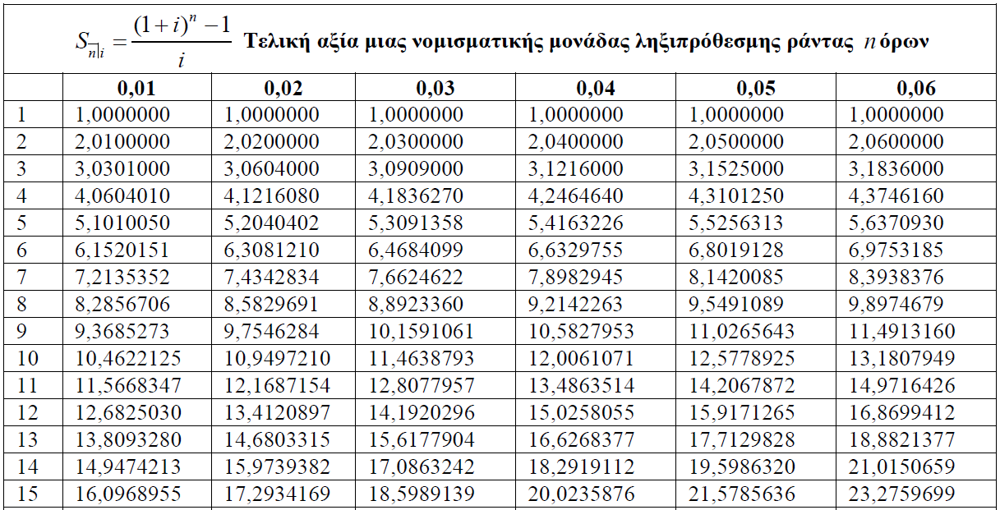 S n|i = (1+i)^n −1 / i Τελική αξία μιας νομισματικής μονάδας ληξιπρόθεσμης ράντας n όρων
0,01 0,02 0,03 0,04 0,05 0,06
1 1,0000000 1,0000000 1,0000000 1,0000000 1,0000000 1,0000000
2 2,0100000 2,0200000 2,0300000 2,0400000 2,0500000 2,0600000
3 3,0301000 3,0604000 3,0909000 3,1216000 3,1525000 3,1836000
4 4,0604010 4,1216080 4,1836270 4,2464640 4,3101250 4,3746160
5 5,1010050 5,2040402 5,3091358 5,4163226 5,5256313 5,6370930
6 6,1520151 6,3081210 6,4684099 6,6329755 6,8019128 6,9753185
7 7,2135352 7,4342834 7,6624622 7,8982945 8,1420085 8,3938376
8 8,2856706 8,5829691 8,8923360 9,2142263 9,5491089 9,8974679
9 9,3685273 9,7546284 10,1591061 10,5827953 11,0265643 11,4913160
10 10,4622125 10,9497210 11,4638793 12,0061071 12,5778925 13,1807949
11 11,5668347 12,1687154 12,8077957 13,4863514 14,2067872 14,9716426
12 12,6825030 13,4120897 14,1920296 15,0258055 15,9171265 16,8699412
13 13,8093280 14,6803315 15,6177904 16,6268377 17,7129828 18,8821377
14 14,9474213 15,9739382 17,0863242 18,2919112 19,5986320 21,0150659
15 16,0968955 17,2934169 18,5989139 20,0235876 21,5785636 23,2759699